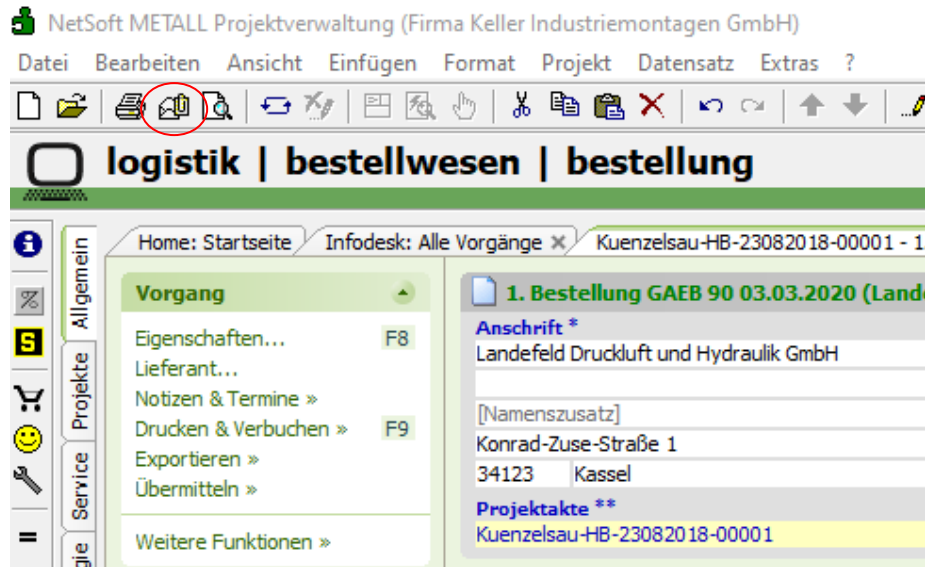 NetSoft METALL Projektverwaltung (Firma Keller Industriemontagen GmbH)
Datei Bearbeiten Ansicht Einfügen Format Projekt Datensatz Extras ?
logistik | bestellwesen | bestellung
Home: Startseite Infodesk: Alle Vorgänge Kuenzelsau-HB-23082018-00001 - 1
Allgemein
Projekte
Service
Vorgang
Eigenschaften... F8
Lieferant...
Notizen & Termine »
Drucken & Verbuchen » F9
Exportieren »
Übermitteln »
Weitere Funktionen »
1. Bestellung GAEB 90 03.03.2020 (Lande
Anschrift *
Landefeld Druckluft und Hydraulik GmbH
[Namenszusatz]
Konrad-Zuse-Straße 1
34123 Kassel
Projektakte **
Kuenzelsau-HB-23082018-00001